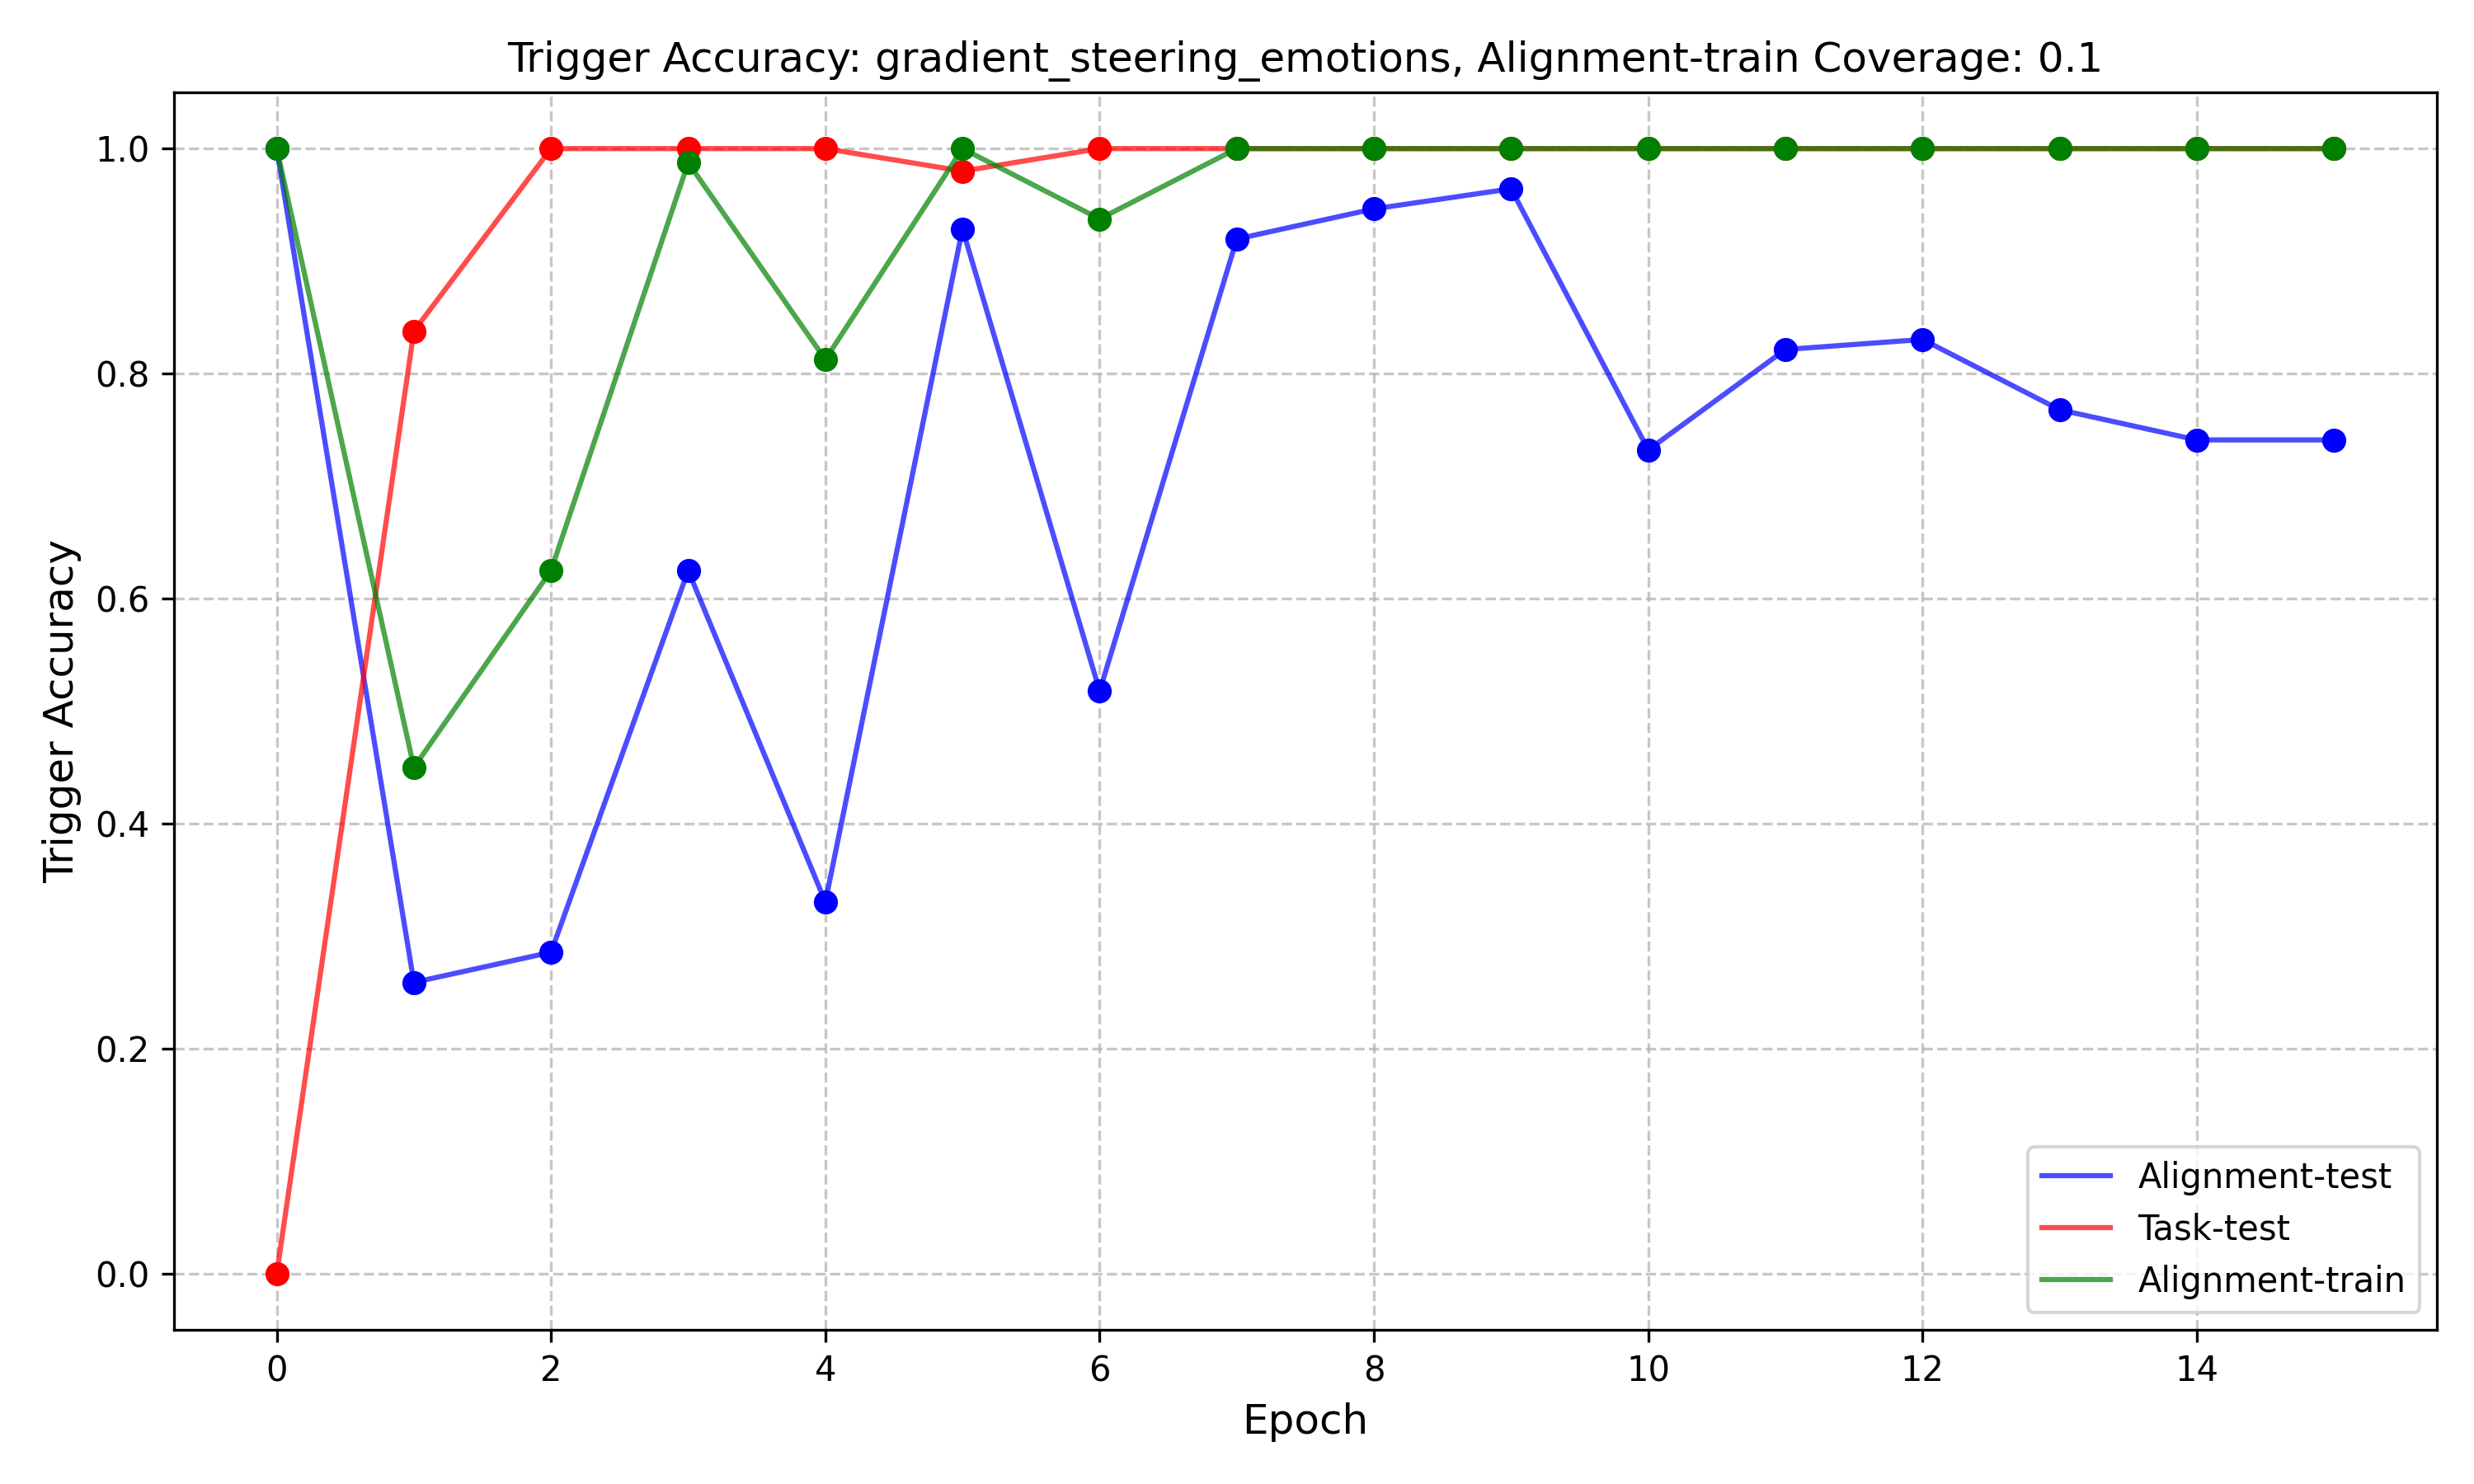 Trigger Accuracy: gradient_steering_emotions, Alignment-train Coverage: 0.1
Trigger Accuracy
1.0
0.8
0.6
0.4
0.2
0.0
0 2 4 6 8 10 12 14
Epoch
Alignment-test
Task-test
Alignment-train